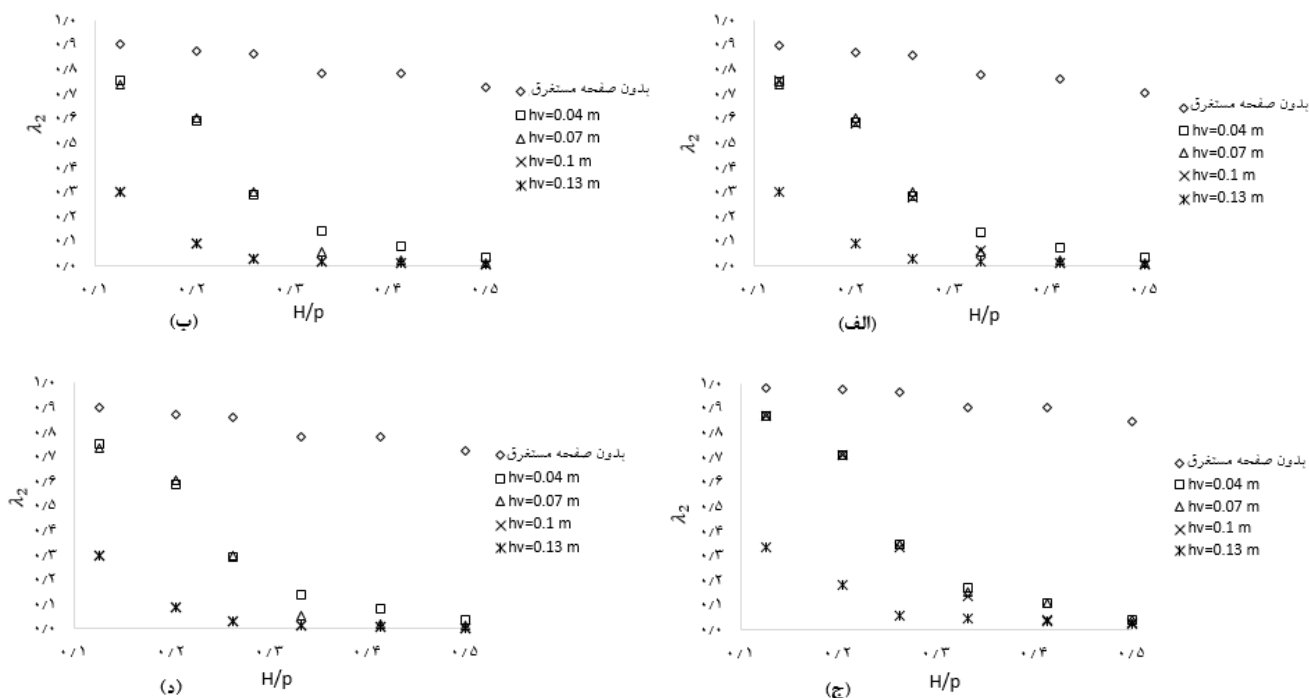 ۱/۰
۰/۹
۰/۸
۰/۷
۰/۶
۰/۵
۰/۴
۰/۳
۰/۲
۰/۱
۰/۰
λ₂
۰/۱ ۰/۲ ۰/۳ ۰/۴ ۰/۵
H/p
(الف)
بدون صفحه مستغرق
hv=0.04 m
hv=0.07 m
hv=0.1 m
hv=0.13 m
۱/۰
۰/۹
۰/۸
۰/۷
۰/۶
۰/۵
۰/۴
۰/۳
۰/۲
۰/۱
۰/۰
λ₂
۰/۱ ۰/۲ ۰/۳ ۰/۴ ۰/۵
H/p
(ب)
بدون صفحه مستغرق
hv=0.04 m
hv=0.07 m
hv=0.1 m
hv=0.13 m
۱/۰
۰/۹
۰/۸
۰/۷
۰/۶
۰/۵
۰/۴
۰/۳
۰/۲
۰/۱
۰/۰
λ₂
۰/۱ ۰/۲ ۰/۳ ۰/۴ ۰/۵
H/p
(ج)
بدون صفحه مستغرق
hv=0.04 m
hv=0.07 m
hv=0.1 m
hv=0.13 m
۱/۰
۰/۹
۰/۸
۰/۷
۰/۶
۰/۵
۰/۴
۰/۳
۰/۲
۰/۱
۰/۰
λ₂
۰/۱ ۰/۲ ۰/۳ ۰/۴ ۰/۵
H/p
(د)
بدون صفحه مستغرق
hv=0.04 m
hv=0.07 m
hv=0.1 m
hv=0.13 m